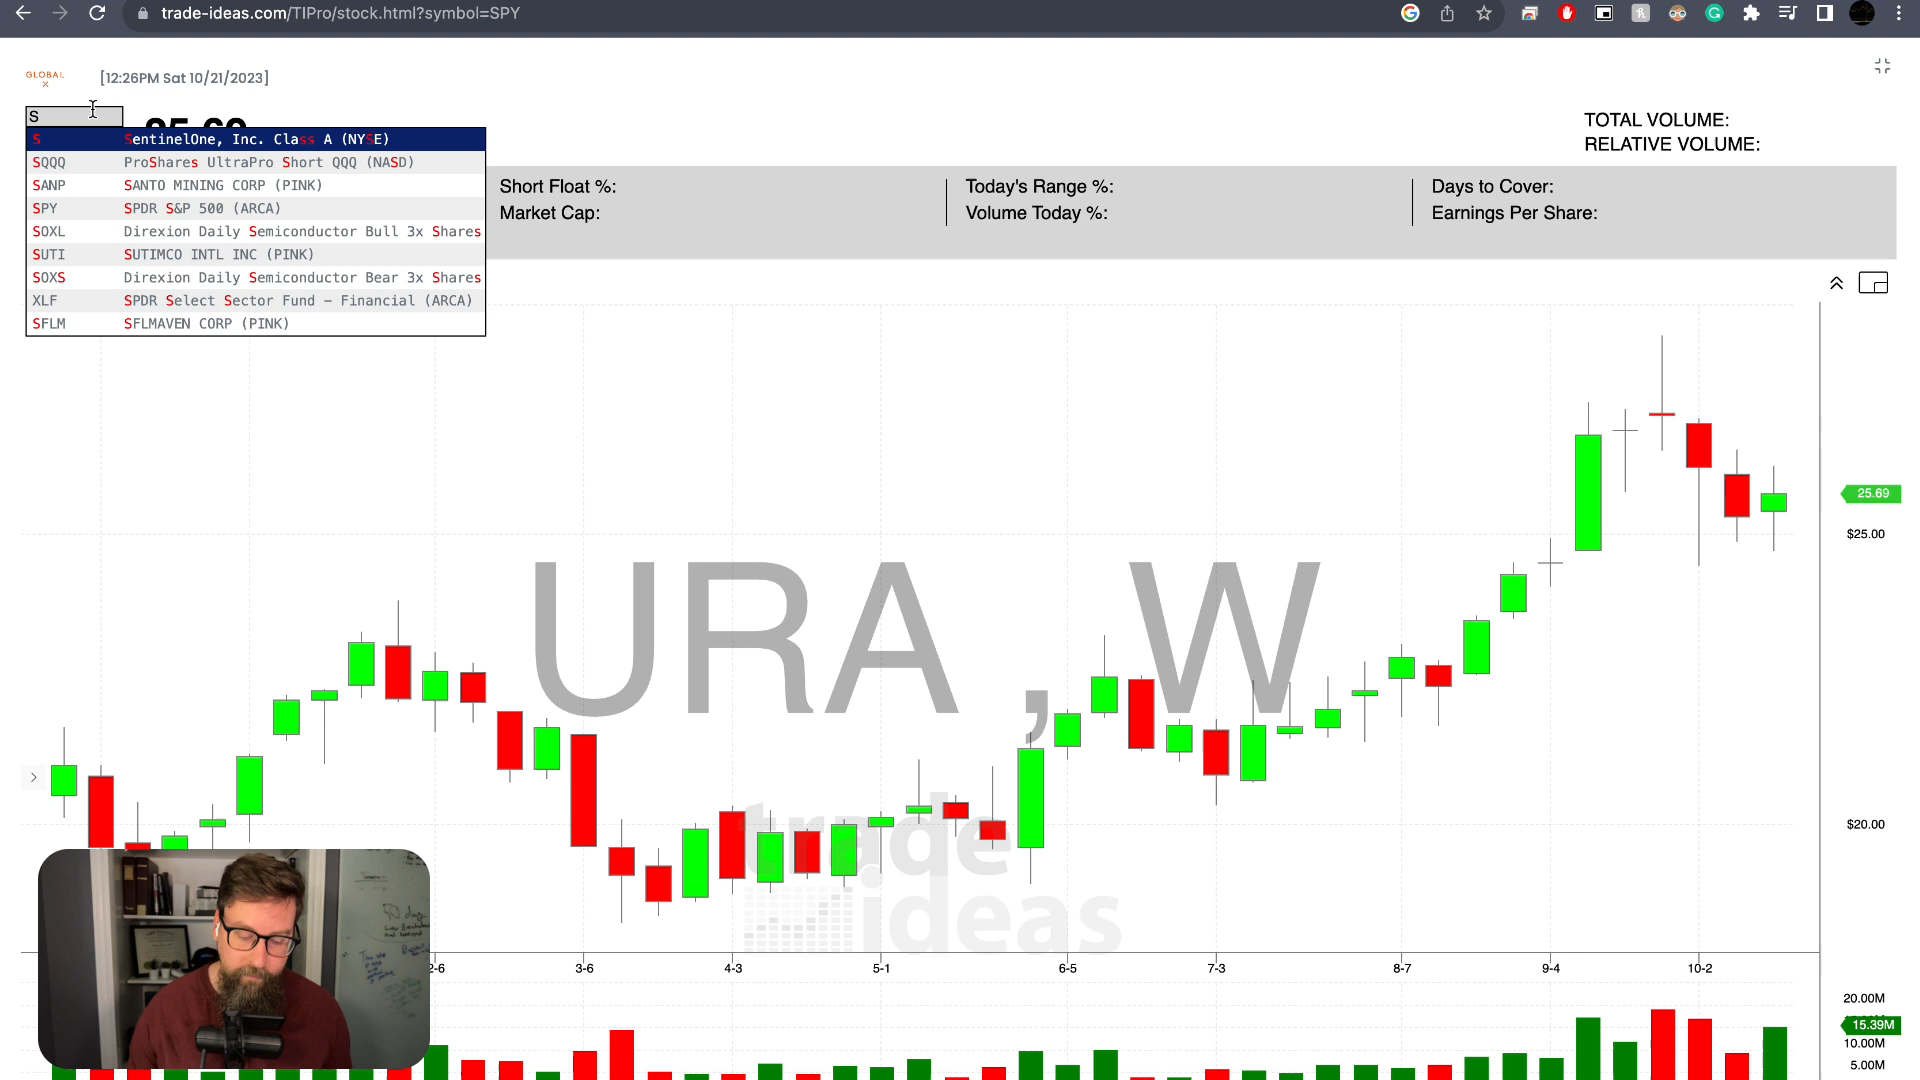 trade-ideas.com/TIPro/stock.html?symbol=SPY
GLOBAL X
[12:26PM Sat 10/21/2023]
S
S SentinelOne, Inc. Class A (NYSE)
SQQQ ProShares UltraPro Short QQQ (NASD)
SANP SANTO MINING CORP (PINK)
SPY SPDR S&P 500 (ARCA)
SOXL Direxion Daily Semiconductor Bull 3x Shares
SUTI SUTIMCO INTL INC (PINK)
SOXS Direxion Daily Semiconductor Bear 3x Shares
XLF SPDR Select Sector Fund – Financial (ARCA)
SFLM SFLMAVEN CORP (PINK)
TOTAL VOLUME:
RELATIVE VOLUME:
Short Float %:
Market Cap:
Today's Range %:
Volume Today %:
Days to Cover:
Earnings Per Share:
URA , W
trade
ideas
25.69
$25.00
$20.00
2-6 3-6 4-3 5-1 6-5 7-3 8-7 9-4 10-2
20.00M
15.39M
10.00M
5.00M